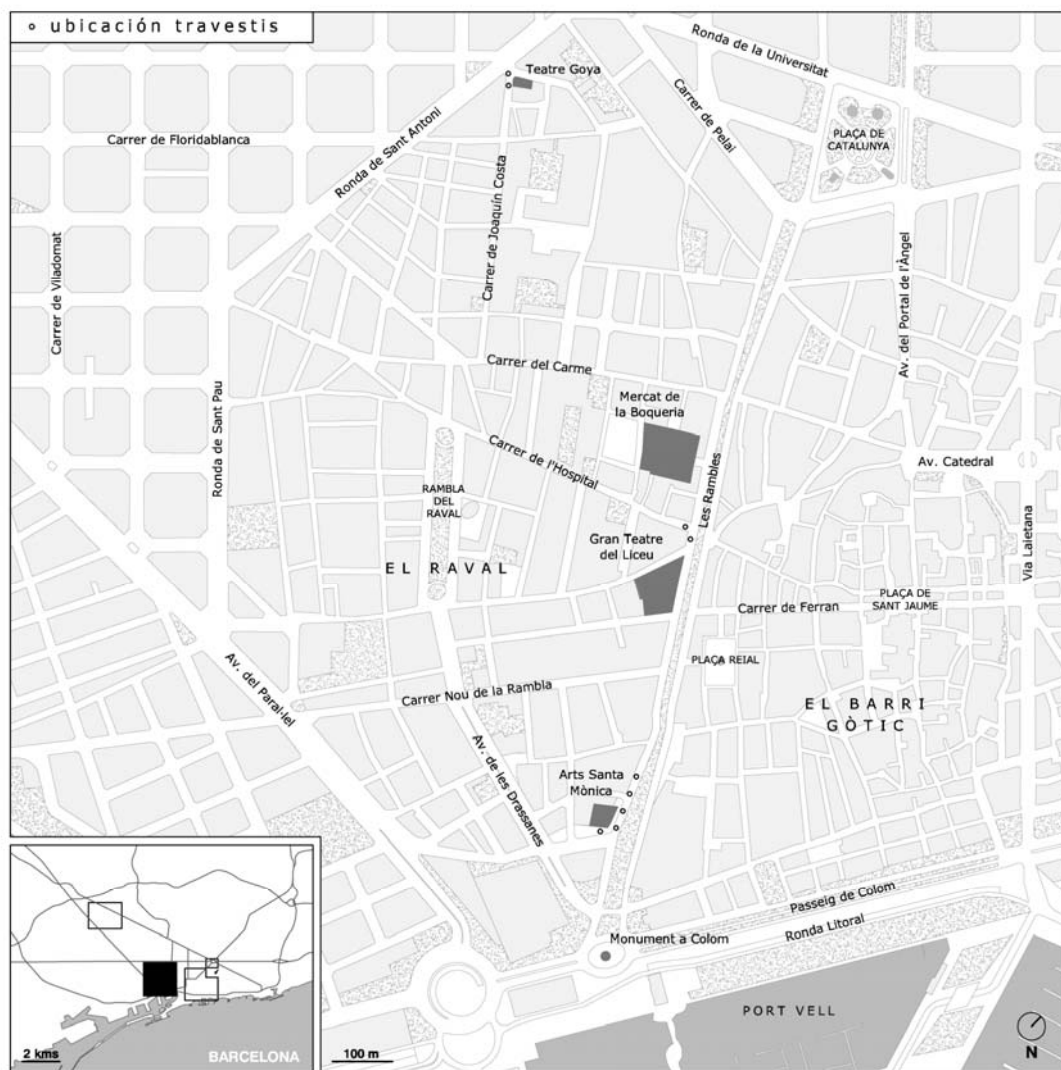 ubicación travestis
Ronda de la Universitat
Teatre Goya
Carrer de Pelai
PLAÇA DE
CATALUNYA
Carrer de Floridablanca
Ronda de Sant Antoni
Carrer de Joaquín Costa
Carrer de Viladomat
Av. del Portal de l'Àngel
Carrer del Carme
Ronda de Sant Pau
Mercat de
la Boqueria
Carrer de l'Hospital
Av. Catedral
Les Rambles
RAMBLA
DEL
RAVAL
Via Laietana
Gran Teatre
del Liceu
EL RAVAL
PLAÇA DE
SANT JAUME
Carrer de Ferran
PLAÇA REIAL
Av. del Paral·lel
Carrer Nou de la Rambla
EL BARRI
GÒTIC
Av. de les Drassanes
Arts Santa
Mònica
Passeig de Colom
Monument a Colom
Ronda Litoral
PORT VELL
2 kms
BARCELONA
100 m
N